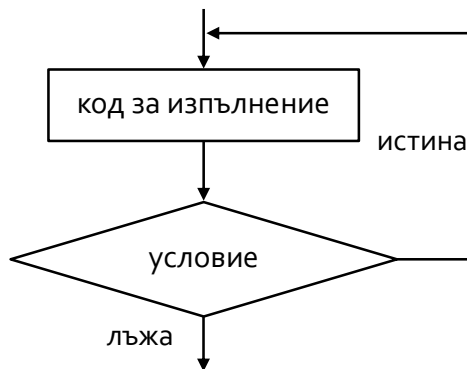 код за изпълнение
истина
условие
лъжа